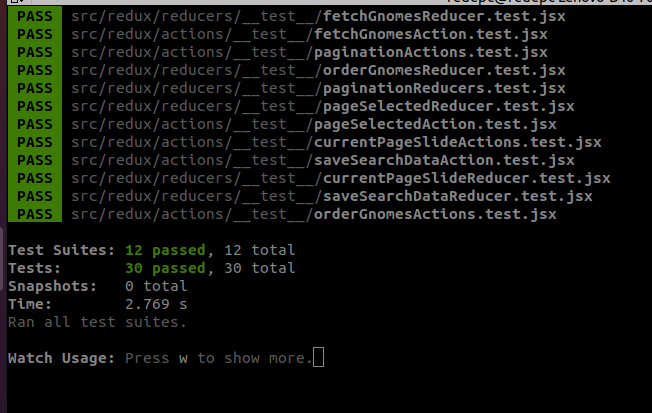 PASS src/redux/reducers/__test__/fetchGnomesReducer.test.jsx
PASS src/redux/actions/__test__/fetchGnomesAction.test.jsx
PASS src/redux/actions/__test__/paginationActions.test.jsx
PASS src/redux/reducers/__test__/orderGnomesReducer.test.jsx
PASS src/redux/reducers/__test__/paginationReducers.test.jsx
PASS src/redux/reducers/__test__/pageSelectedReducer.test.jsx
PASS src/redux/actions/__test__/pageSelectedAction.test.jsx
PASS src/redux/actions/__test__/currentPageSlideActions.test.jsx
PASS src/redux/actions/__test__/saveSearchDataAction.test.jsx
PASS src/redux/reducers/__test__/currentPageSlideReducer.test.jsx
PASS src/redux/reducers/__test__/saveSearchDataReducer.test.jsx
PASS src/redux/actions/__test__/orderGnomesActions.test.jsx
Test Suites: 12 passed, 12 total
Tests: 30 passed, 30 total
Snapshots: 0 total
Time: 2.769 s
Ran all test suites.
Watch Usage: Press w to show more.